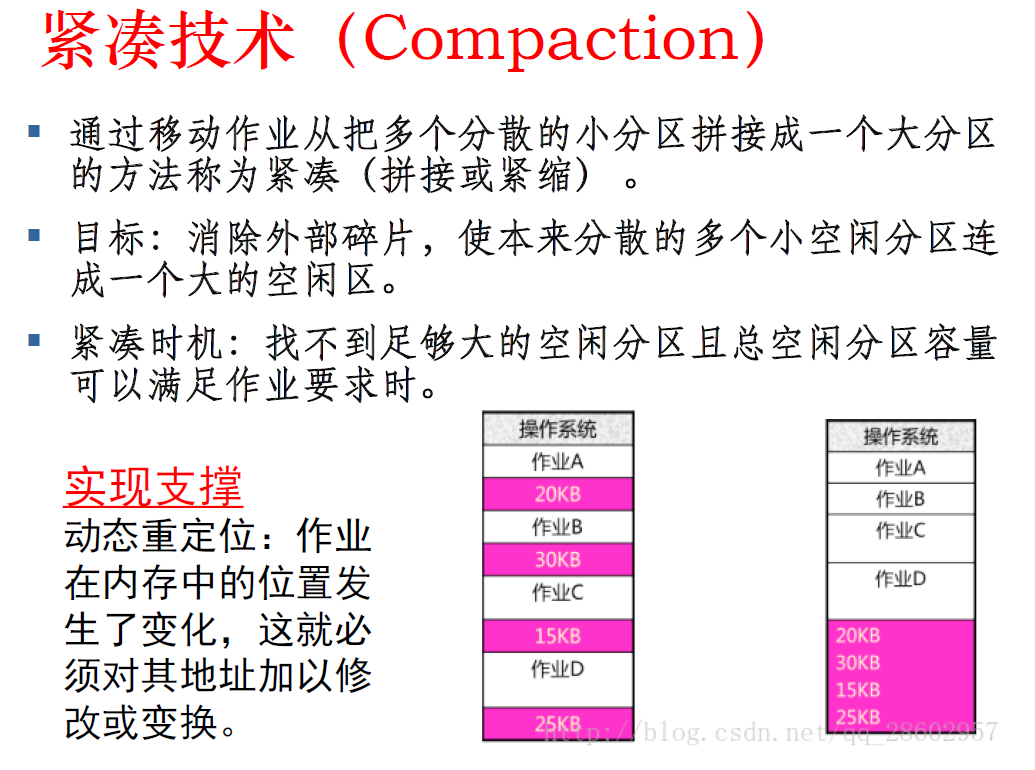 紧凑技术（Compaction）
通过移动作业从把多个分散的小分区拼接成一个大分区
的方法称为紧凑（拼接或紧缩） 。
目标：消除外部碎片，使本来分散的多个小空闲分区连
成一个大的空闲区。
紧凑时机：找不到足够大的空闲分区且总空闲分区容量
可以满足作业要求时。
实现支撑
动态重定位：作业
在内存中的位置发
生了变化，这就必
须对其地址加以修
改或变换。
操作系统
作业A
20KB
作业B
30KB
作业C
15KB
作业D
25KB
操作系统
作业A
作业B
作业C
作业D
20KB
30KB
15KB
25KB
http://blog.csdn.net/qq_28602957